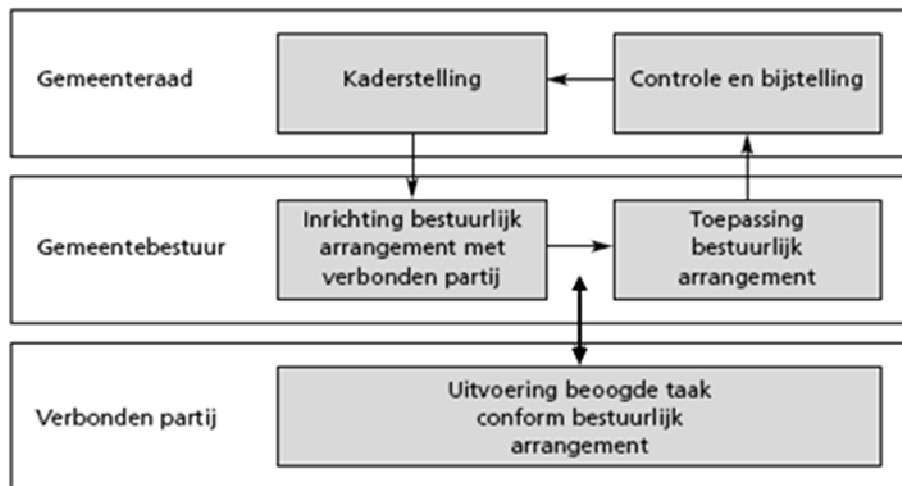 Gemeenteraad
Kaderstelling
Controle en bijstelling
Gemeentebestuur
Inrichting bestuurlijk
arrangement met
verbonden partij
Toepassing
bestuurlijk
arrangement
Verbonden partij
Uitvoering beoogde taak
conform bestuurlijk
arrangement